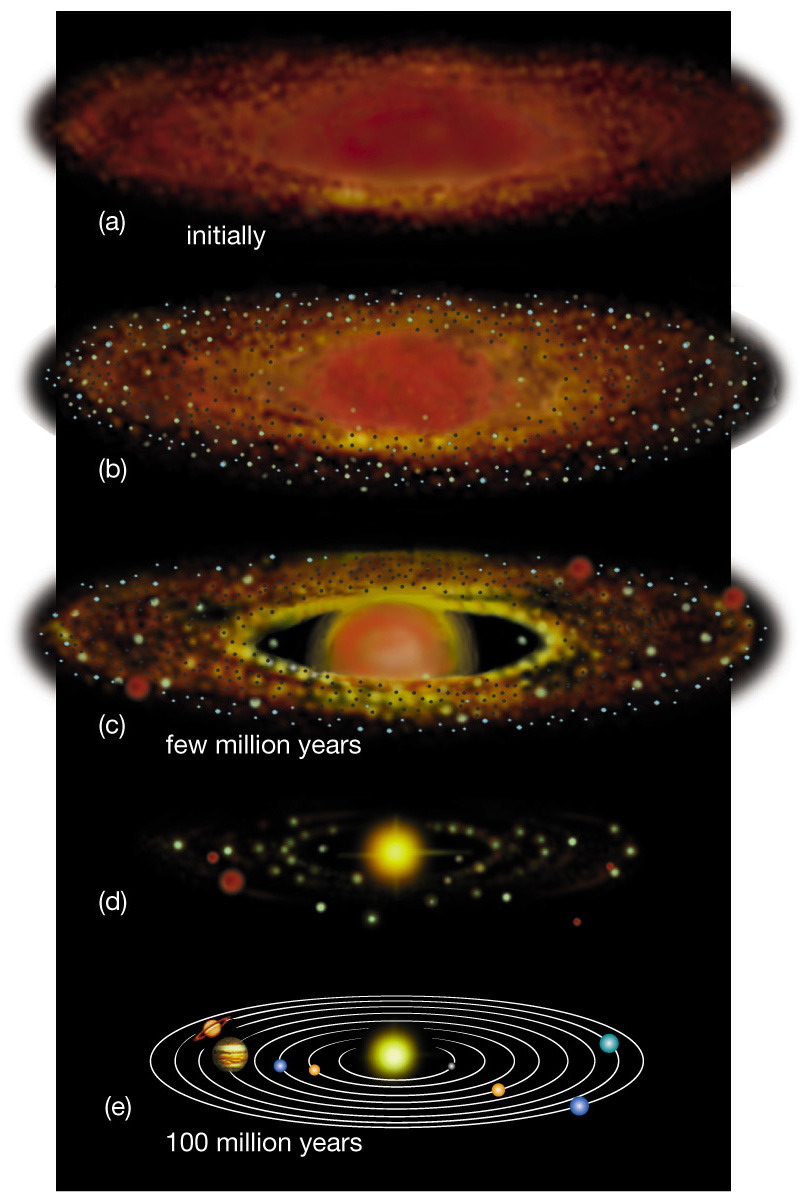 (a)
initially
(b)
(c)
few million years
(d)
(e)
100 million years